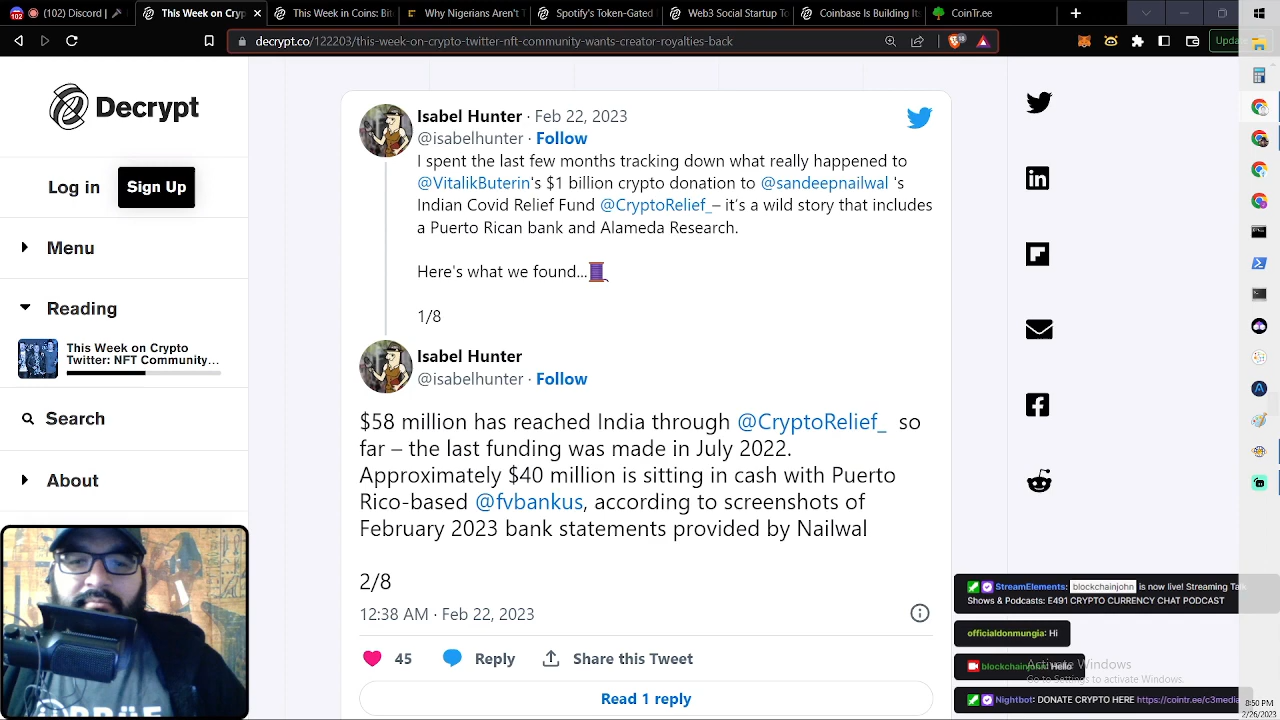 (102) Discord |
This Week on Cryp
This Week in Coins Bit
Why Nigerians Aren't T
Spotify's Token-Gated
Web3 Social Startup To
Coinbase Is Building Its
CoinTr.ee
decrypt.co/122203/this-week-on-crypto-twitter-nft-community-wants-creator-royalties-back
Upda
Decrypt
Log in
Sign Up
Menu
Reading
This Week on Crypto
Twitter: NFT Community...
Search
About
Isabel Hunter · Feb 22, 2023
@isabelhunter · Follow
I spent the last few months tracking down what really happened to
@VitalikButerin's $1 billion crypto donation to @sandeepnailwal 's
Indian Covid Relief Fund @CryptoRelief_– it's a wild story that includes
a Puerto Rican bank and Alameda Research.
Here's what we found...
1/8
Isabel Hunter
@isabelhunter · Follow
$58 million has reached India through @CryptoRelief_ so
far – the last funding was made in July 2022.
Approximately $40 million is sitting in cash with Puerto
Rico-based @fvbankus, according to screenshots of
February 2023 bank statements provided by Nailwal
2/8
12:38 AM · Feb 22, 2023
45
Reply
Share this Tweet
Read 1 reply
StreamElements: blockchainjohn is now live! Streaming Talk
Shows & Podcasts: E491 CRYPTO CURRENCY CHAT PODCAST
officialdonmungia: Hi
blockchainjohn: Hello
Activate Windows
Go to Settings to activate Windows.
Nightbot: DONATE CRYPTO HERE https://cointr.ee/c3media
8:50 PM
2/26/2023